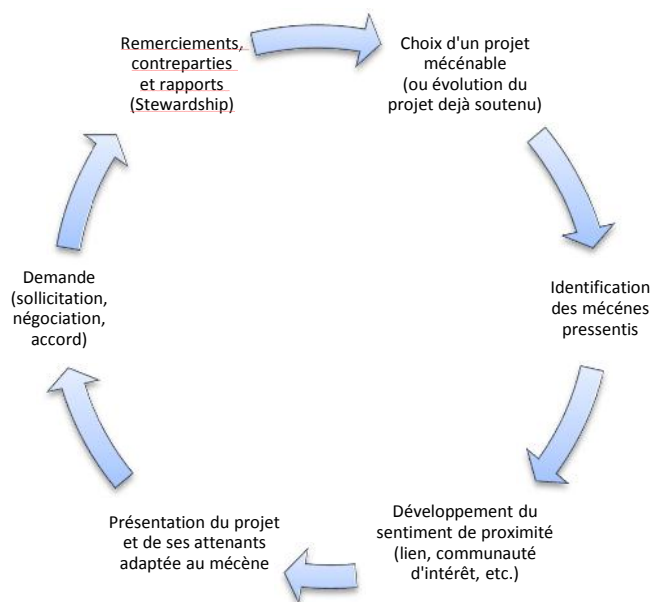 Remerciements,
contreparties
et rapports
(Stewardship)
Choix d'un projet
mécénable
(ou évolution du
projet dejà soutenu)
Identification
des mécénes
pressentis
Développement du
sentiment de proximité
(lien, communauté
d'intérêt, etc.)
Présentation du projet
et de ses attenants
adaptée au mécène
Demande
(sollicitation,
négociation,
accord)